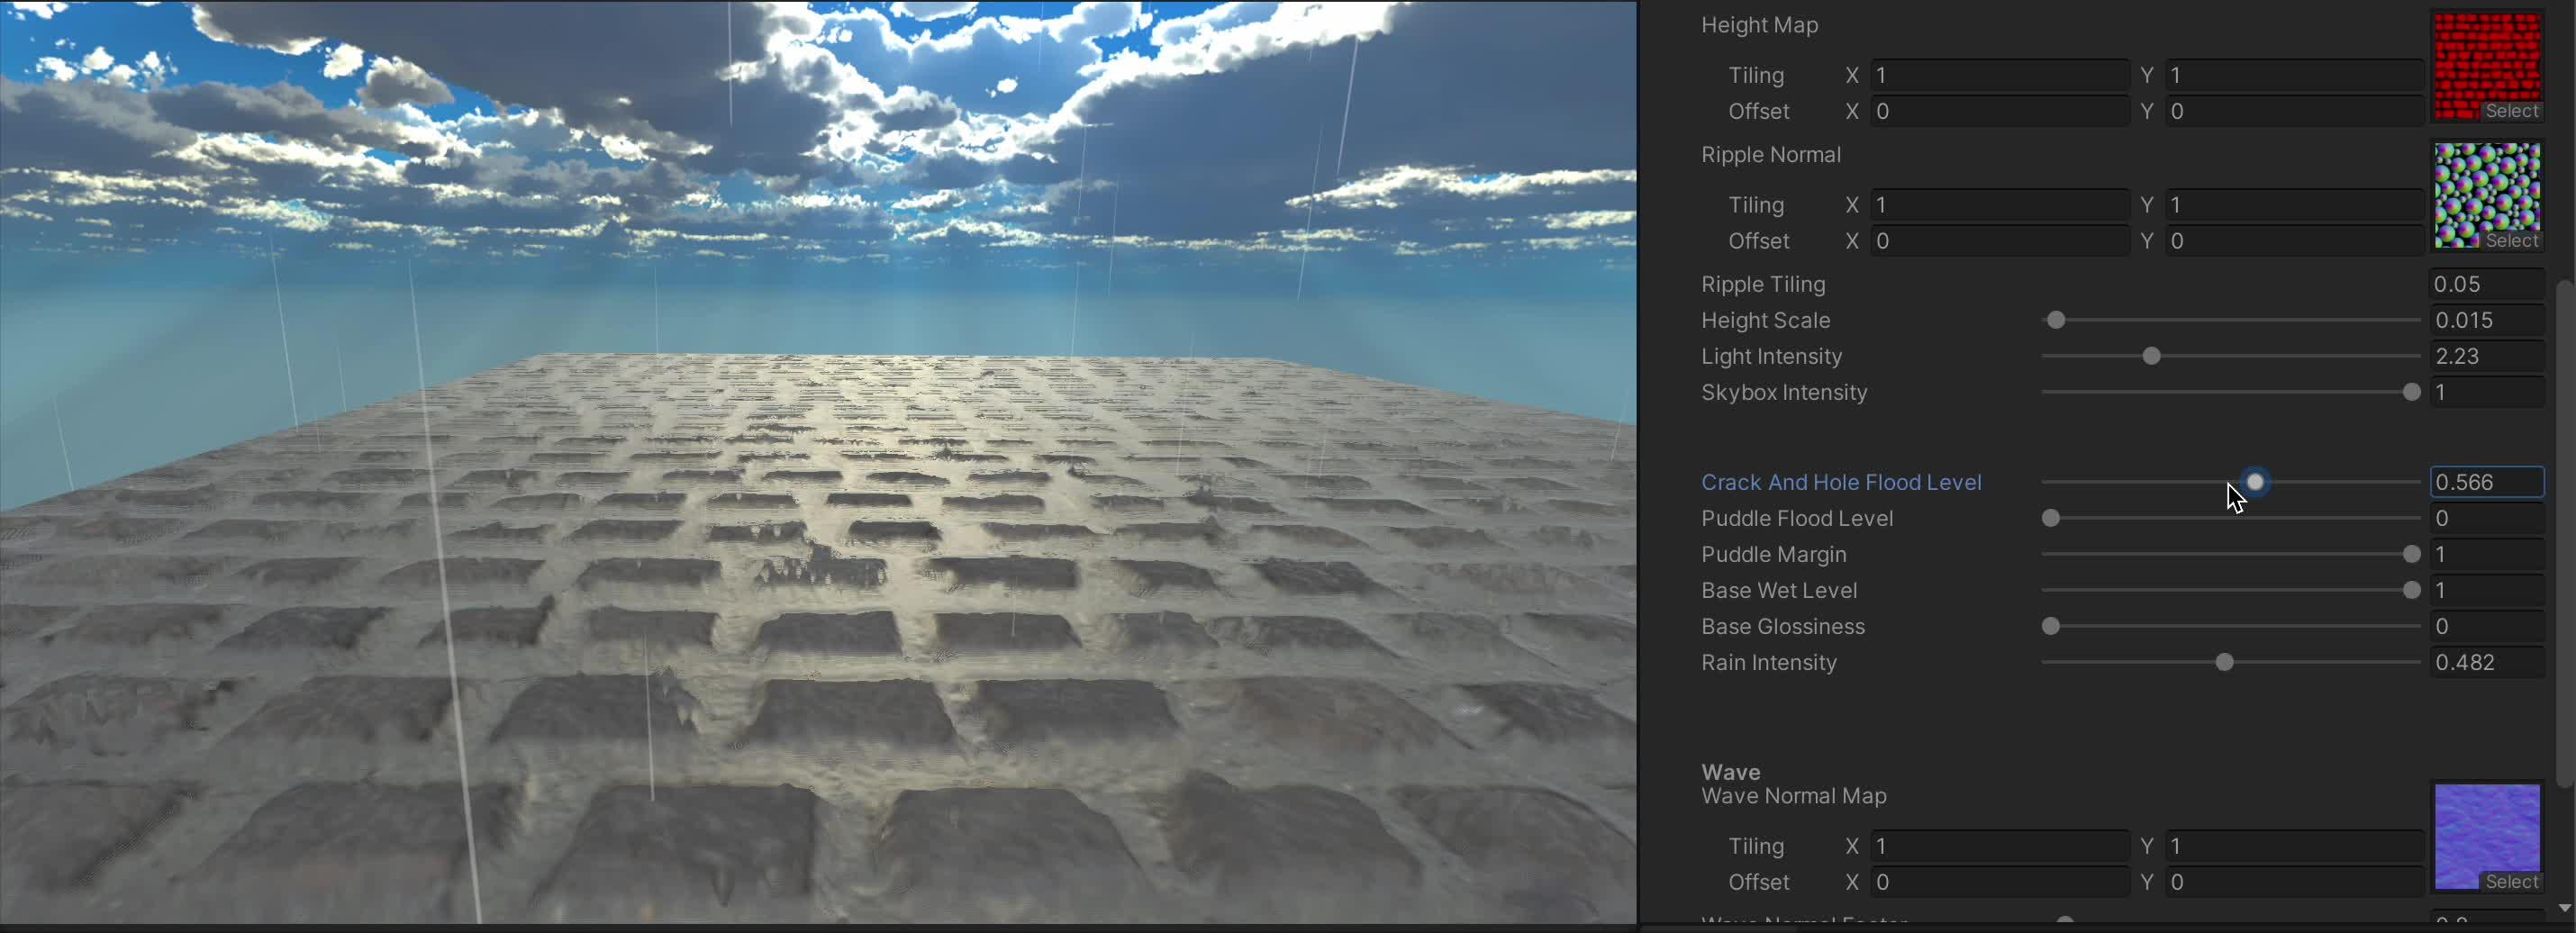 Height Map
Tiling X 1 Y 1
Offset X 0 Y 0
Select
Ripple Normal
Tiling X 1 Y 1
Offset X 0 Y 0
Select
Ripple Tiling 0.05
Height Scale 0.015
Light Intensity 2.23
Skybox Intensity 1
Crack And Hole Flood Level 0.566
Puddle Flood Level 0
Puddle Margin 1
Base Wet Level 1
Base Glossiness 0
Rain Intensity 0.482
Wave
Wave Normal Map
Tiling X 1 Y 1
Offset X 0 Y 0
Select